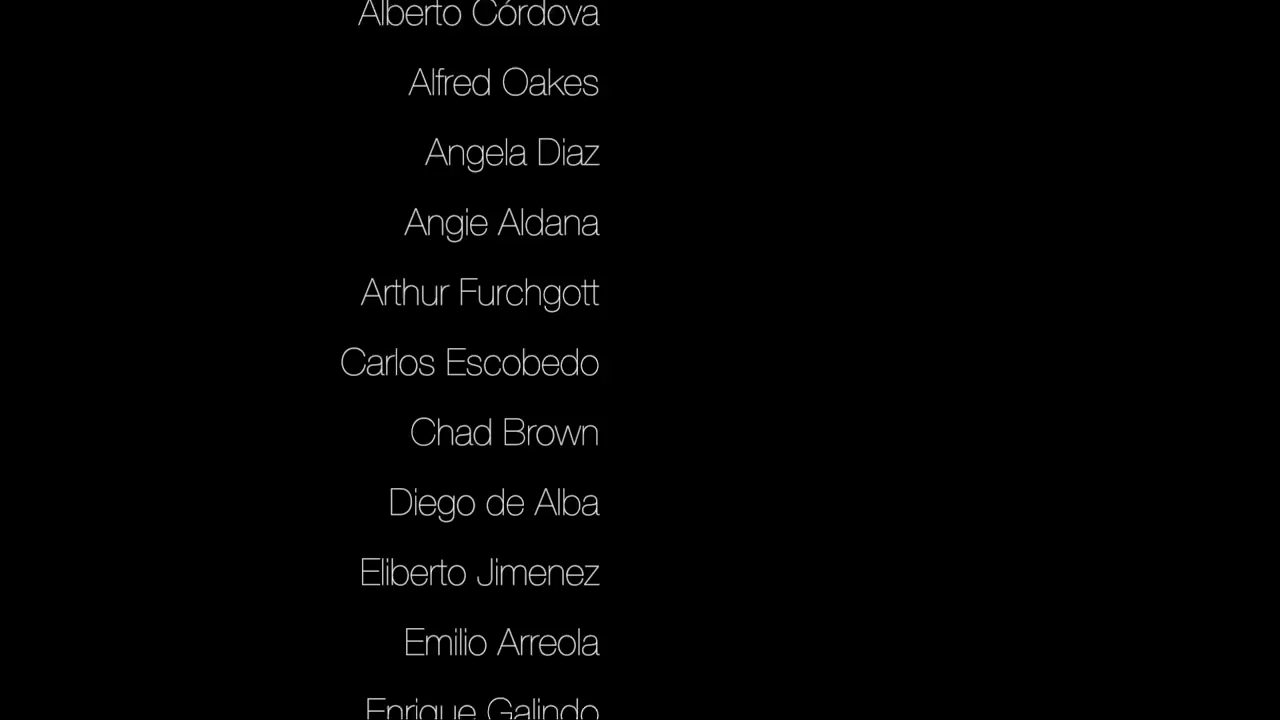 Alberto Córdova
Alfred Oakes
Angela Diaz
Angie Aldana
Arthur Furchgott
Carlos Escobedo
Chad Brown
Diego de Alba
Eliberto Jimenez
Emilio Arreola
Enrique Galindo